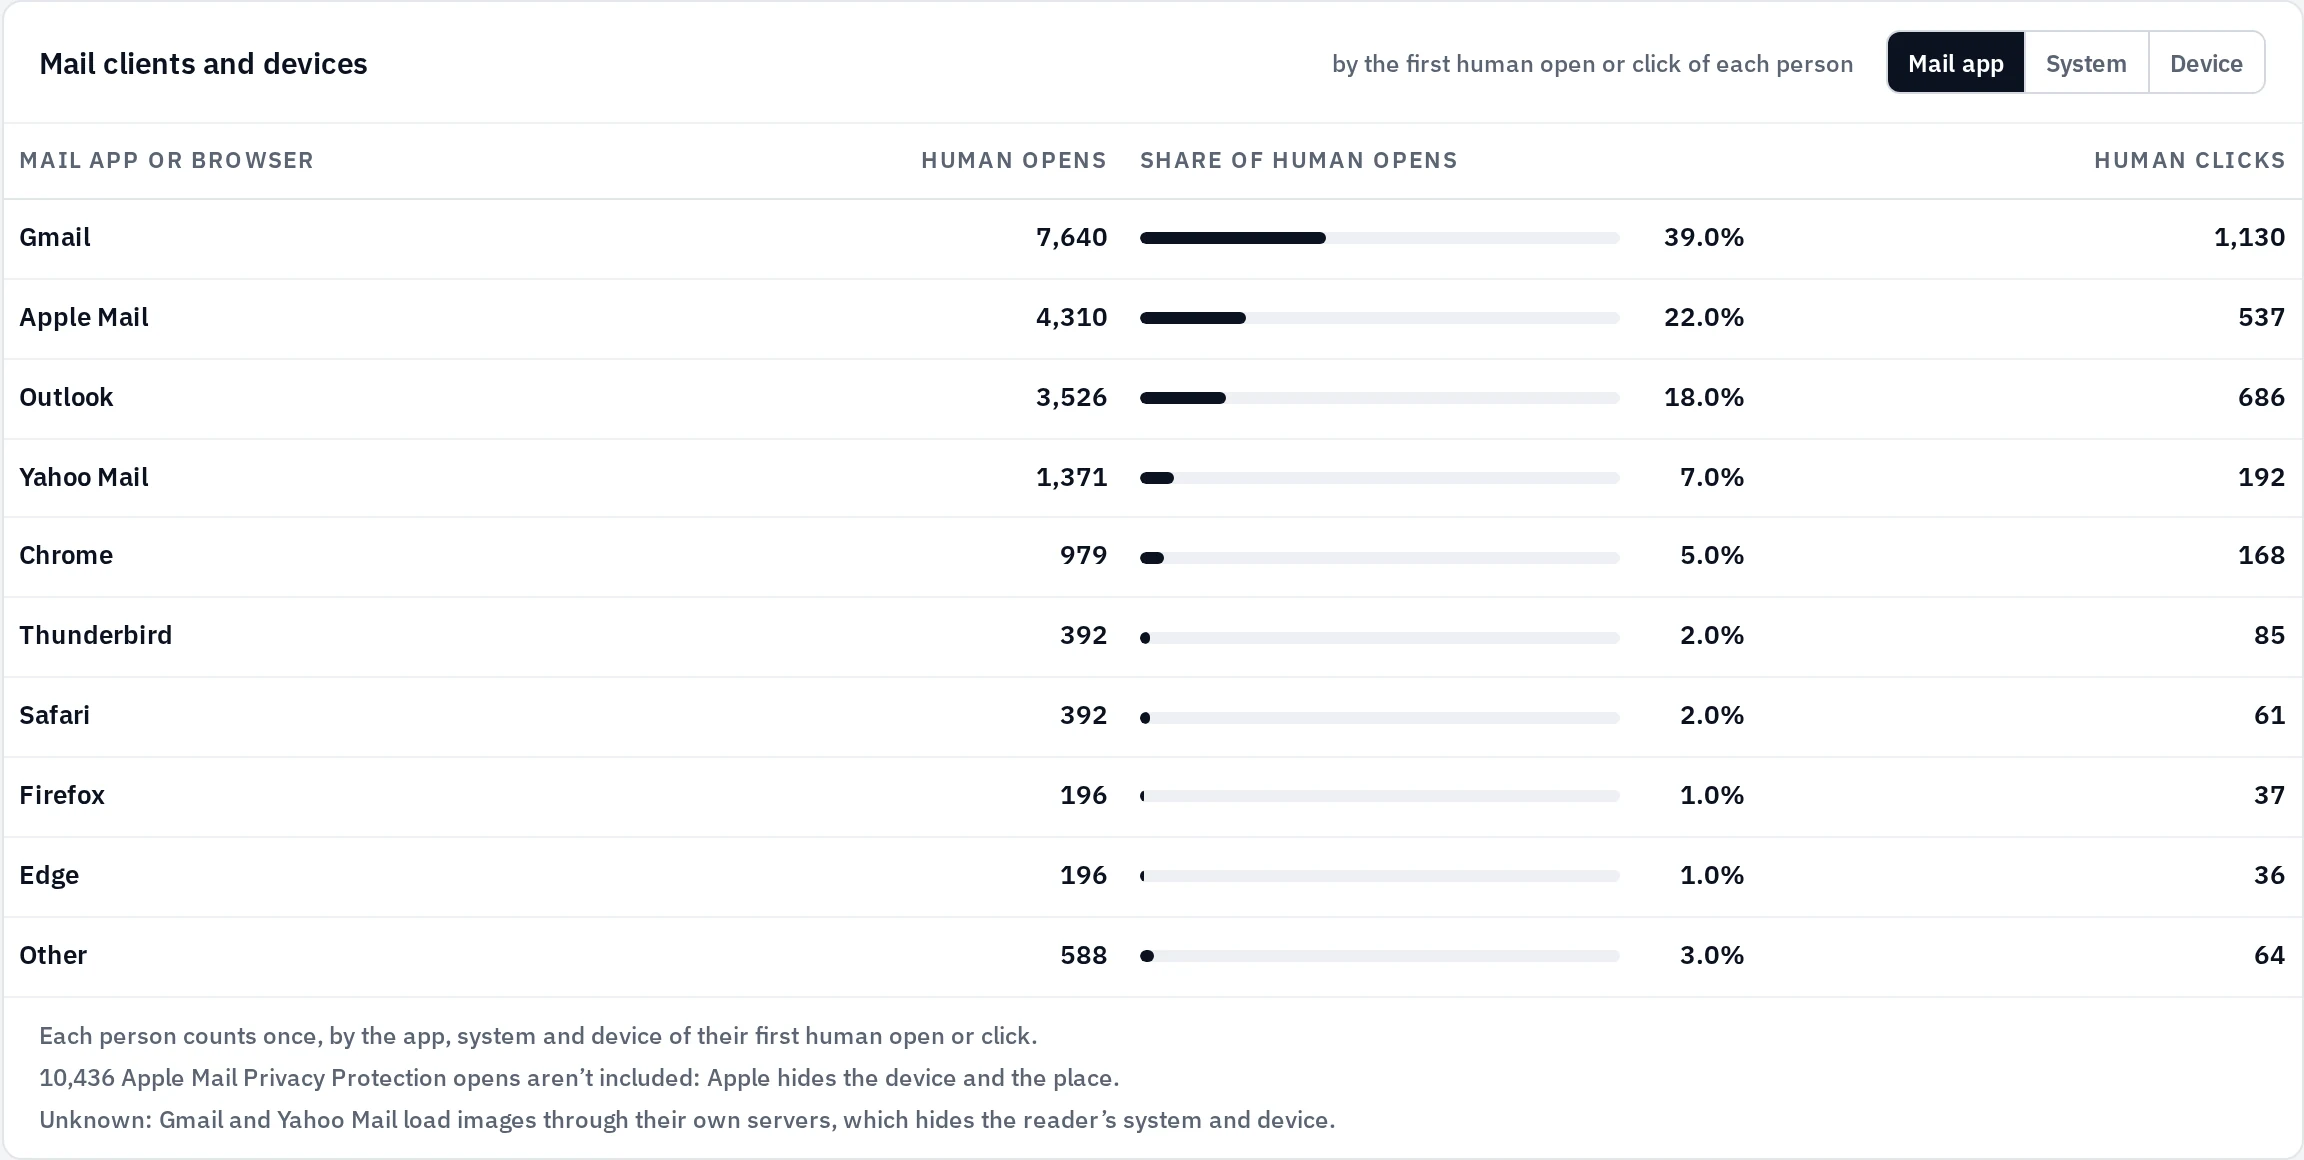 Mail clients and devices
by the first human open or click of each person
Mail app System Device
MAIL APP OR BROWSER HUMAN OPENS SHARE OF HUMAN OPENS HUMAN CLICKS
Gmail 7,640 39.0% 1,130
Apple Mail 4,310 22.0% 537
Outlook 3,526 18.0% 686
Yahoo Mail 1,371 7.0% 192
Chrome 979 5.0% 168
Thunderbird 392 2.0% 85
Safari 392 2.0% 61
Firefox 196 1.0% 37
Edge 196 1.0% 36
Other 588 3.0% 64
Each person counts once, by the app, system and device of their first human open or click.
10,436 Apple Mail Privacy Protection opens aren’t included: Apple hides the device and the place.
Unknown: Gmail and Yahoo Mail load images through their own servers, which hides the reader’s system and device.